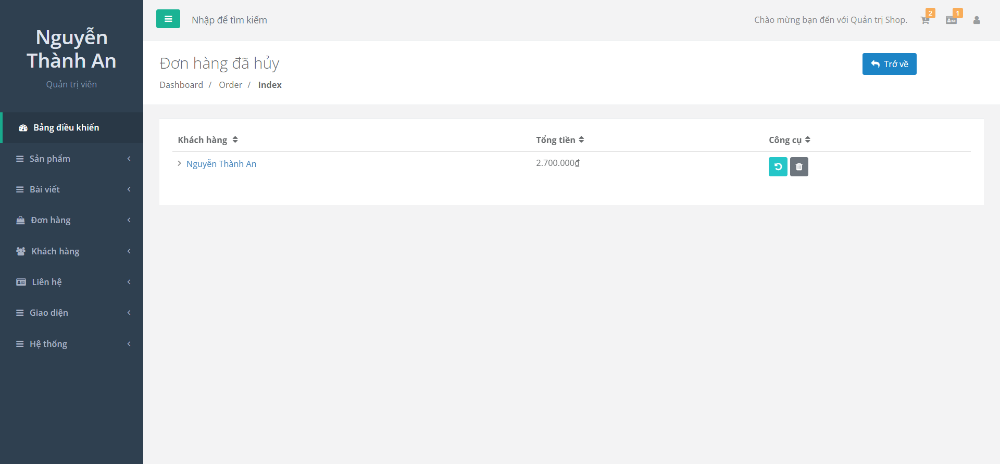 Nguyễn
Thành An
Quản trị viên
Bảng điều khiển
Sản phẩm
Bài viết
Đơn hàng
Khách hàng
Liên hệ
Giao diện
Hệ thống
Nhập để tìm kiếm
Chào mừng bạn đến với Quản trị Shop.
2
1
Đơn hàng đã hủy
Trở về
Dashboard / Order / Index
Khách hàng Tổng tiền Công cụ
Nguyễn Thành An 2.700.000₫